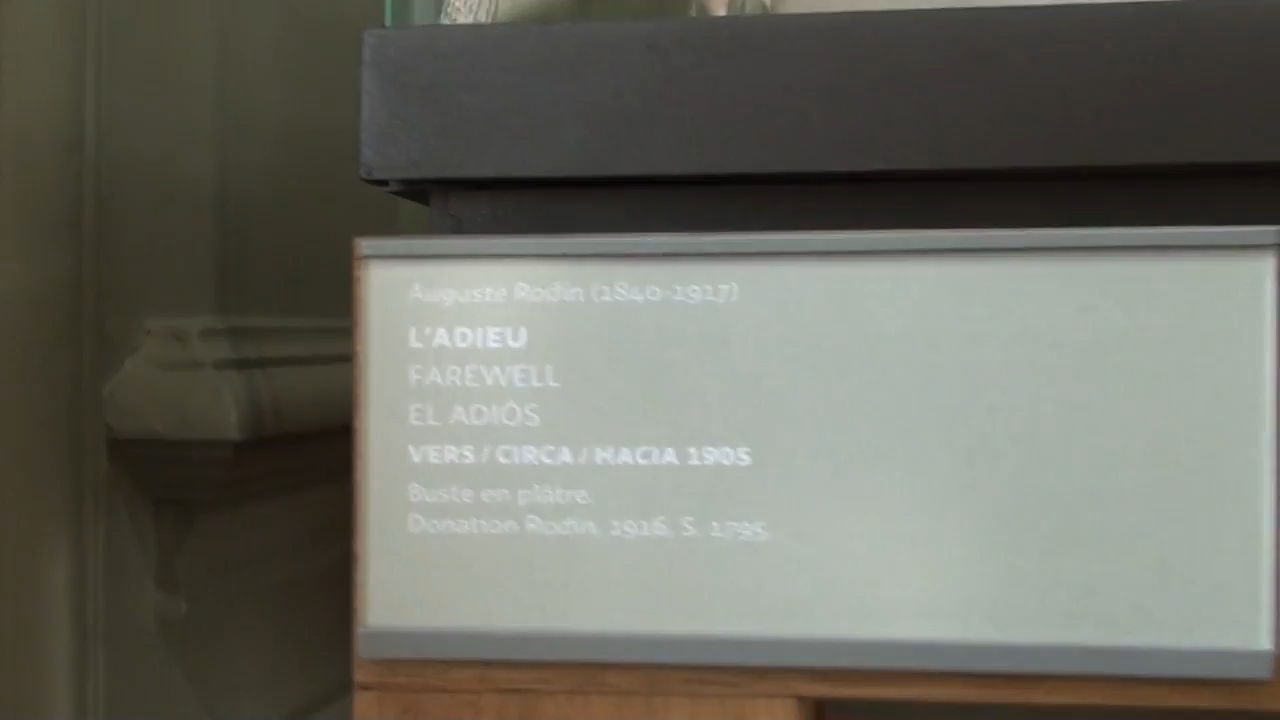 Auguste Rodin (1840-1917)
L'ADIEU
FAREWELL
EL ADIÓS
VERS / CIRCA / HACIA 1905
Buste en plâtre.
Donation Rodin, 1916, S. 1795